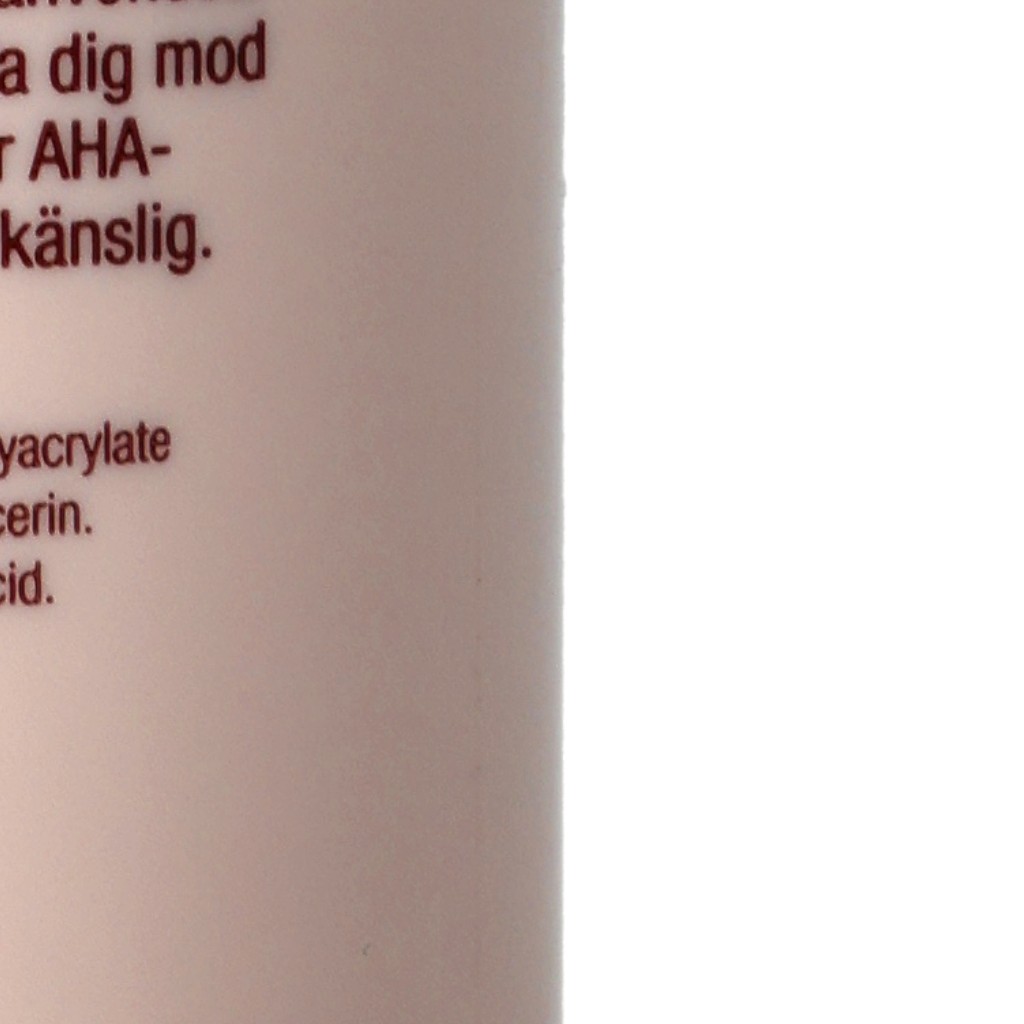 a dig mod
r AHA-
känslig.
yacrylate
cerin.
cid.